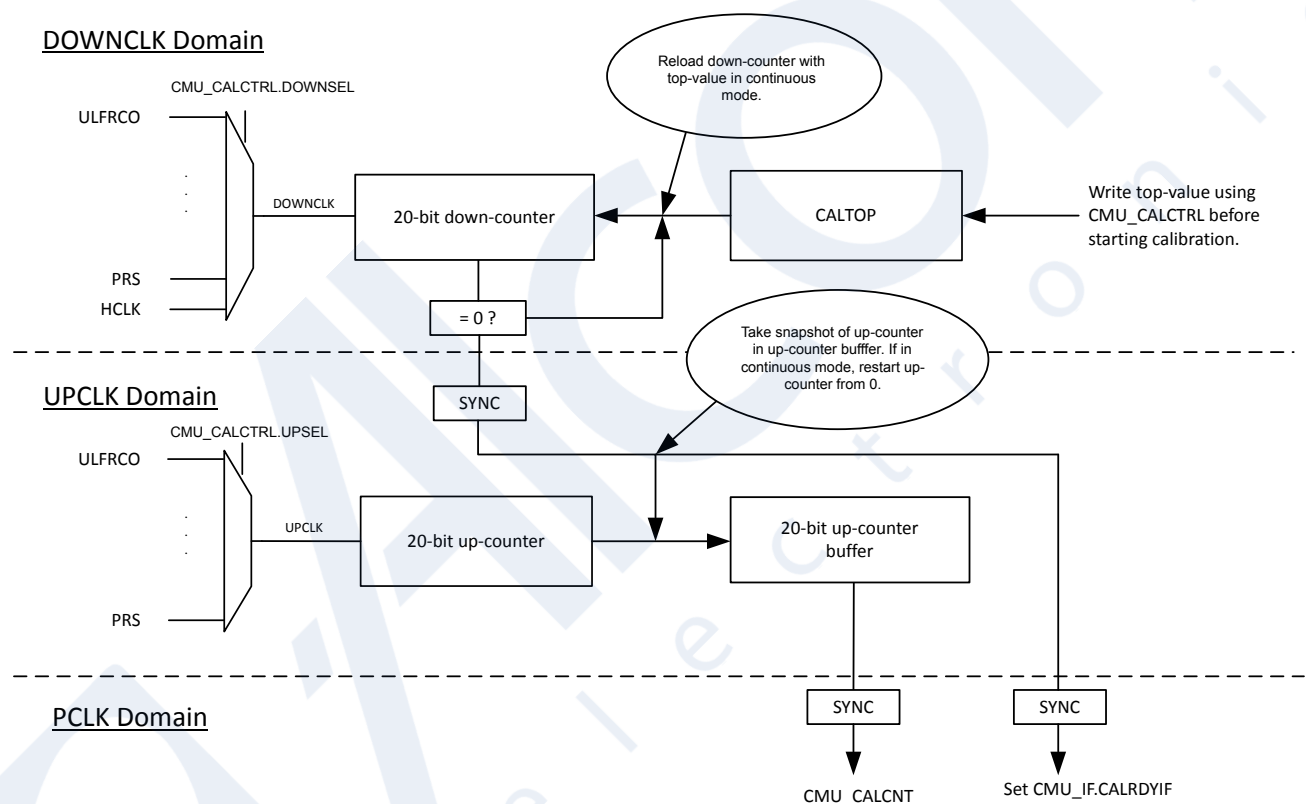 DOWNCLK Domain
CMU_CALCTRL.DOWNSEL
ULFRCO
.
.
.
PRS
HCLK
DOWNCLK
20-bit down-counter
= 0 ?
Reload down-counter with
top-value in continuous
mode.
CALTOP
Write top-value using
CMU_CALCTRL before
starting calibration.
Take snapshot of up-counter
in up-counter bufffer. If in
continuous mode, restart up-
counter from 0.
UPCLK Domain
SYNC
CMU_CALCTRL.UPSEL
ULFRCO
.
.
.
PRS
UPCLK
20-bit up-counter
20-bit up-counter
buffer
PCLK Domain
SYNC
SYNC
CMU_CALCNT
Set CMU_IF.CALRDYIF